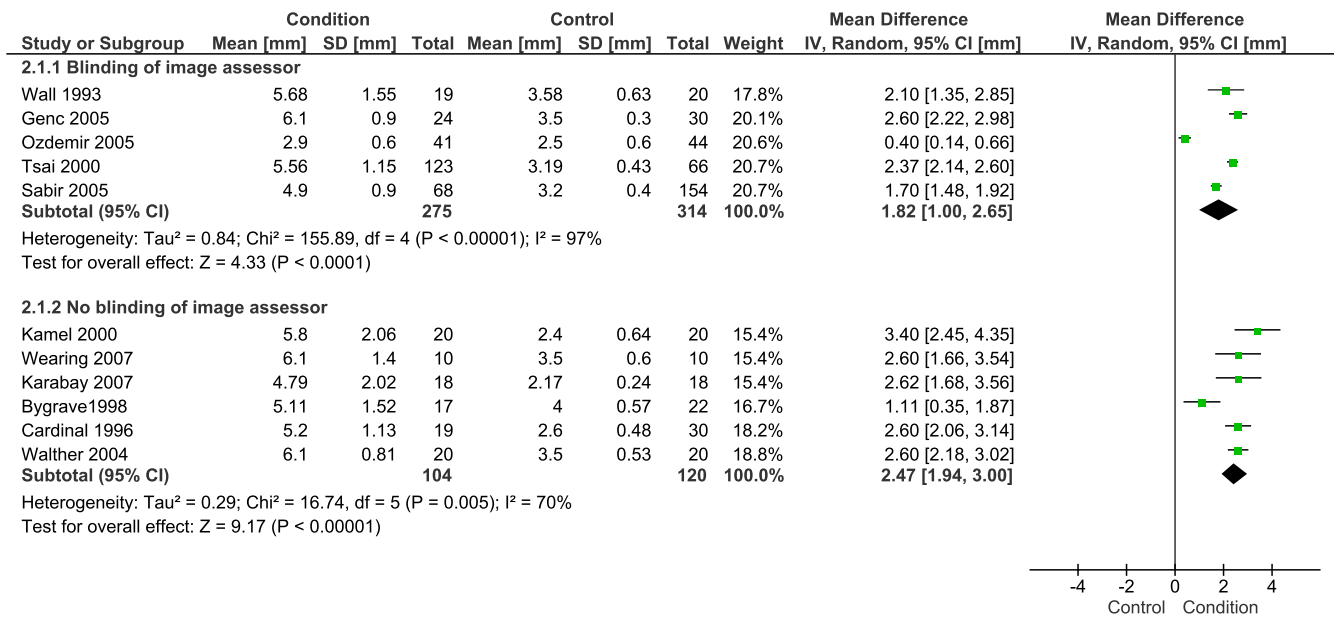 Condition Control Mean Difference Mean Difference
Study or Subgroup Mean [mm] SD [mm] Total Mean [mm] SD [mm] Total Weight IV, Random, 95% CI [mm] IV, Random, 95% CI [mm]
2.1.1 Blinding of image assessor
Wall 1993 5.68 1.55 19 3.58 0.63 20 17.8% 2.10 [1.35, 2.85]
Genc 2005 6.1 0.9 24 3.5 0.3 30 20.1% 2.60 [2.22, 2.98]
Ozdemir 2005 2.9 0.6 41 2.5 0.6 44 20.6% 0.40 [0.14, 0.66]
Tsai 2000 5.56 1.15 123 3.19 0.43 66 20.7% 2.37 [2.14, 2.60]
Sabir 2005 4.9 0.9 68 3.2 0.4 154 20.7% 1.70 [1.48, 1.92]
Subtotal (95% CI) 275 314 100.0% 1.82 [1.00, 2.65]
Heterogeneity: Tau² = 0.84; Chi² = 155.89, df = 4 (P < 0.00001); I² = 97%
Test for overall effect: Z = 4.33 (P < 0.0001)
2.1.2 No blinding of image assessor
Kamel 2000 5.8 2.06 20 2.4 0.64 20 15.4% 3.40 [2.45, 4.35]
Wearing 2007 6.1 1.4 10 3.5 0.6 10 15.4% 2.60 [1.66, 3.54]
Karabay 2007 4.79 2.02 18 2.17 0.24 18 15.4% 2.62 [1.68, 3.56]
Bygrave1998 5.11 1.52 17 4 0.57 22 16.7% 1.11 [0.35, 1.87]
Cardinal 1996 5.2 1.13 19 2.6 0.48 30 18.2% 2.60 [2.06, 3.14]
Walther 2004 6.1 0.81 20 3.5 0.53 20 18.8% 2.60 [2.18, 3.02]
Subtotal (95% CI) 104 120 100.0% 2.47 [1.94, 3.00]
Heterogeneity: Tau² = 0.29; Chi² = 16.74, df = 5 (P = 0.005); I² = 70%
Test for overall effect: Z = 9.17 (P < 0.00001)
-4 -2 0 2 4
Control Condition